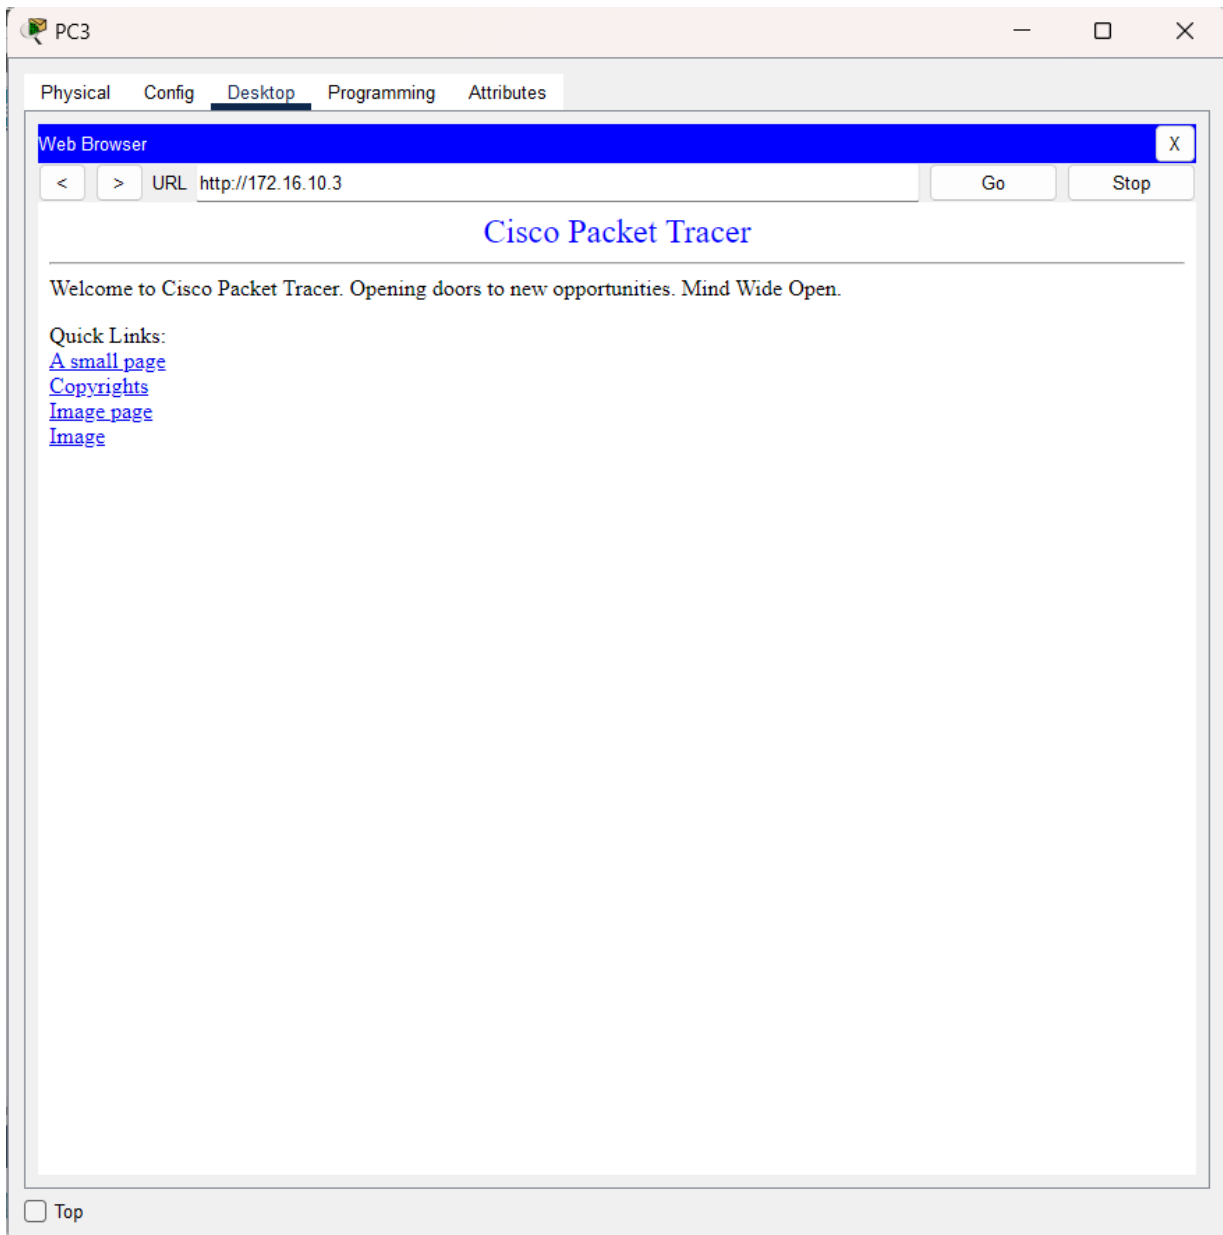 PC3
Physical Config Desktop Programming Attributes
Web Browser X
< > URL http://172.16.10.3 Go Stop
Cisco Packet Tracer
Welcome to Cisco Packet Tracer. Opening doors to new opportunities. Mind Wide Open.
Quick Links:
A small page
Copyrights
Image page
Image
Top